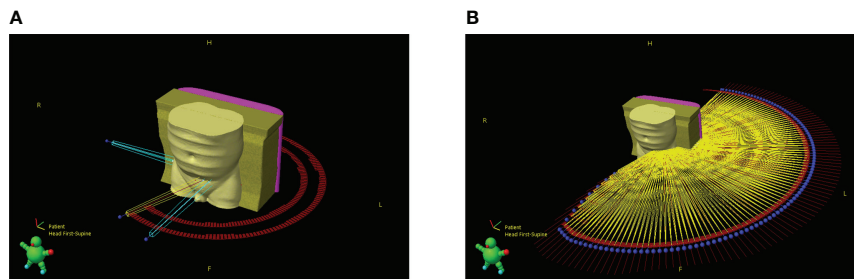 A
H
R
L
Patient
Head First-Supine
F
B
H
R
L
Patient
Head First-Supine
F